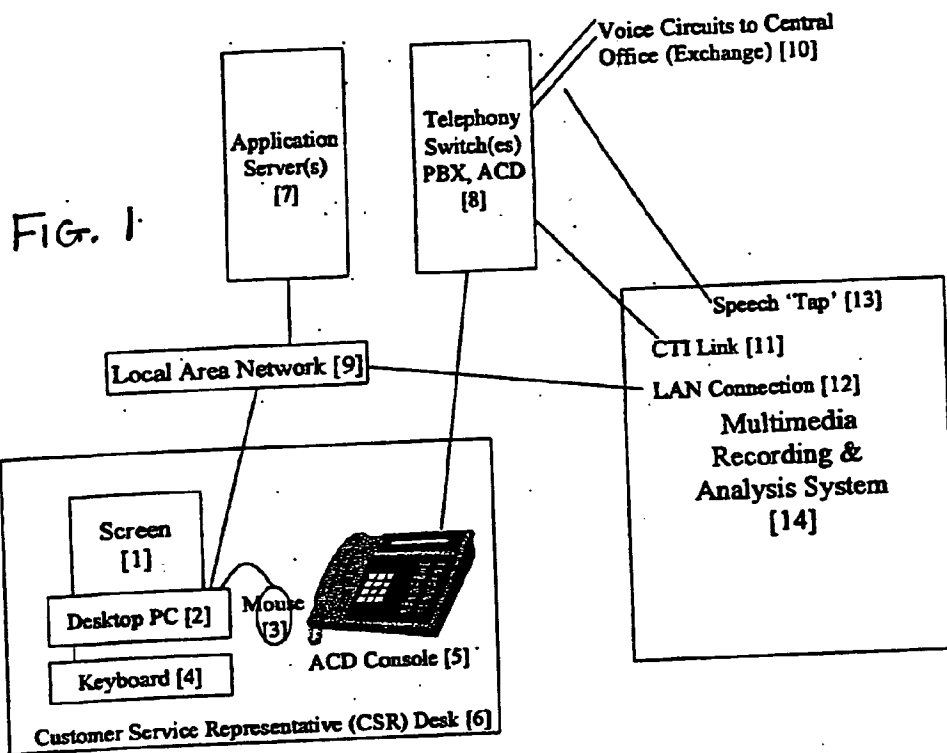 Voice Circuits to Central
Office (Exchange) [10]
Application
Server(s)
[7]
Telephony
Switch(es)
PBX, ACD
[8]
FIG. 1
Speech 'Tap' [13]
CTI Link [11]
LAN Connection [12]
Local Area Network [9]
Multimedia
Recording &
Analysis System
[14]
Screen
[1]
Desktop PC [2]
Mouse
[3]
Keyboard [4]
ACD Console [5]
Customer Service Representative (CSR) Desk [6]